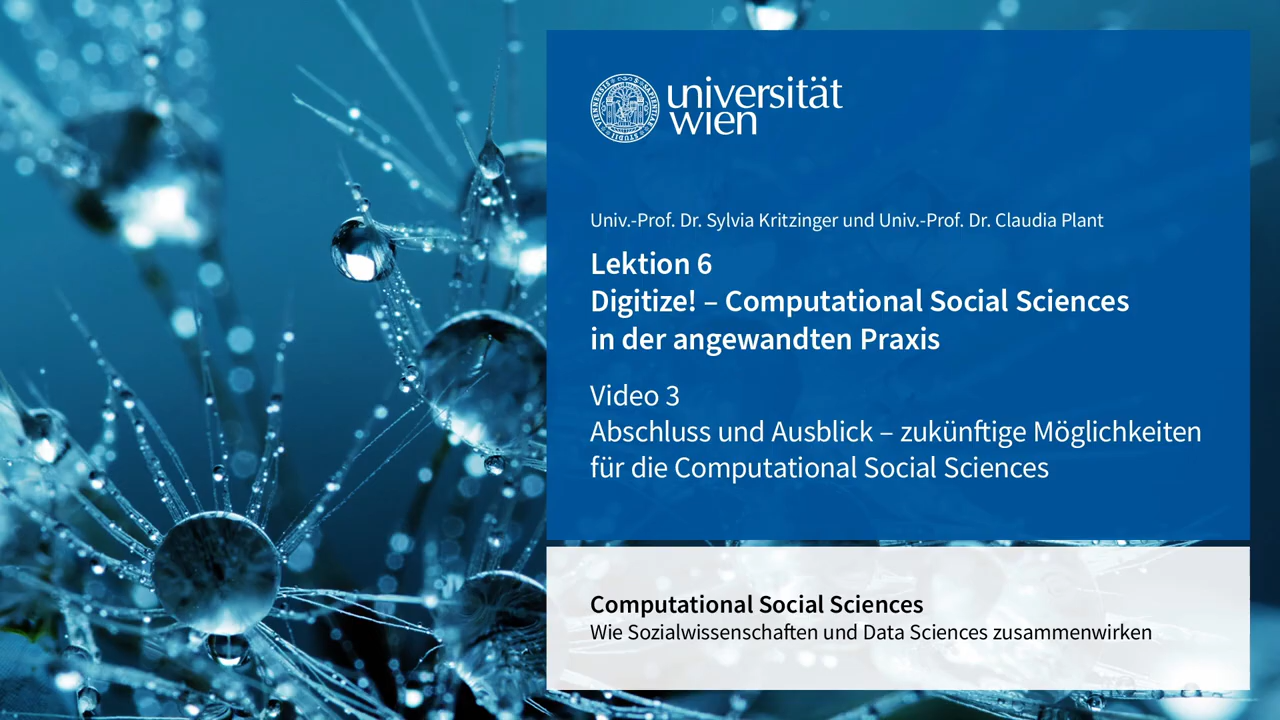 universität
wien
Univ.-Prof. Dr. Sylvia Kritzinger und Univ.-Prof. Dr. Claudia Plant
Lektion 6
Digitize! – Computational Social Sciences
in der angewandten Praxis
Video 3
Abschluss und Ausblick – zukünftige Möglichkeiten
für die Computational Social Sciences
Computational Social Sciences
Wie Sozialwissenschaften und Data Sciences zusammenwirken